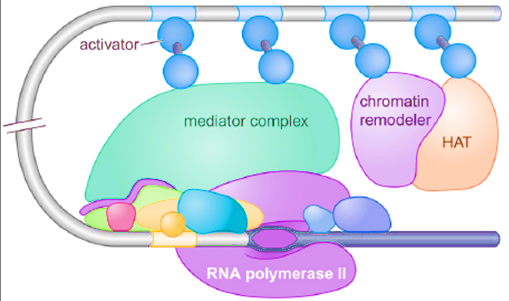 activator
mediator complex
chromatin
remodeler
HAT
RNA polymerase II